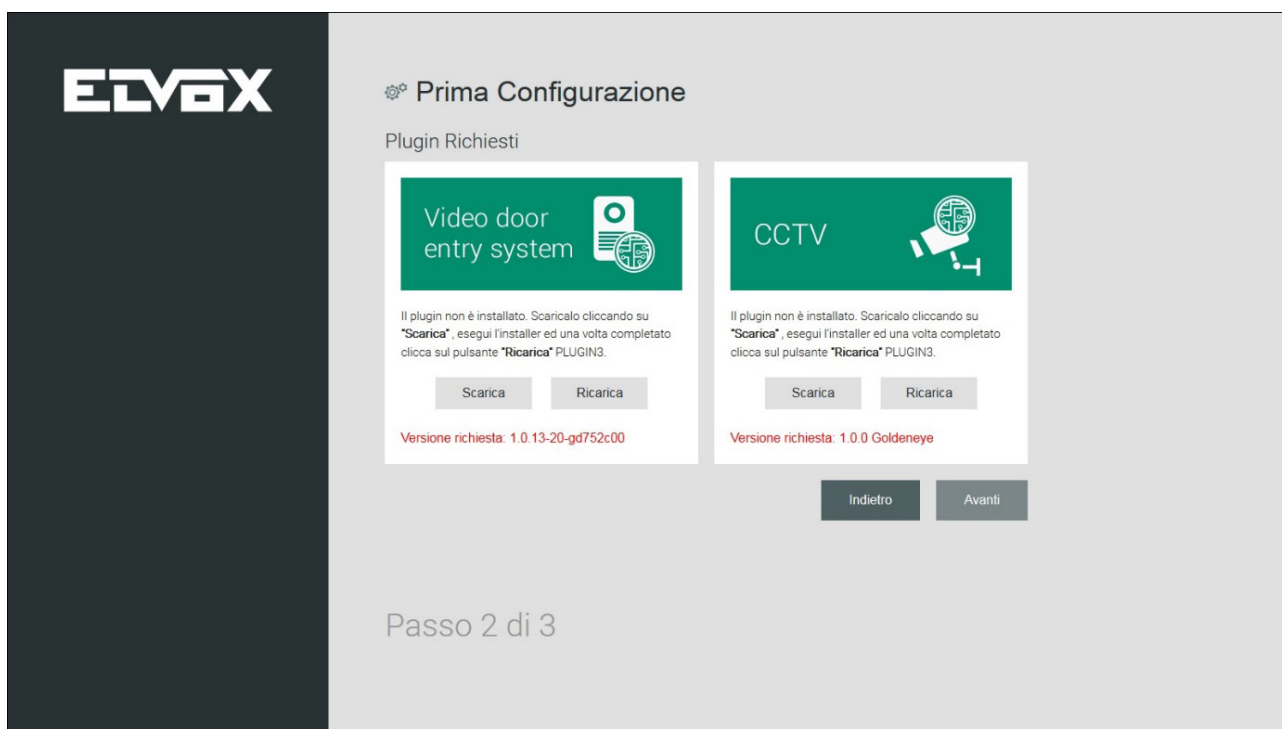 ELVOX
Prima Configurazione
Plugin Richiesti
Video door
entry system
Il plugin non è installato. Scaricalo cliccando su
"Scarica" , esegui l'installer ed una volta completato
clicca sul pulsante "Ricarica" PLUGIN3.
Scarica Ricarica
Versione richiesta: 1.0.13-20-gd752c00
CCTV
Il plugin non è installato. Scaricalo cliccando su
"Scarica" , esegui l'installer ed una volta completato
clicca sul pulsante "Ricarica" PLUGIN3.
Scarica Ricarica
Versione richiesta: 1.0.0 Goldeneye
Indietro Avanti
Passo 2 di 3